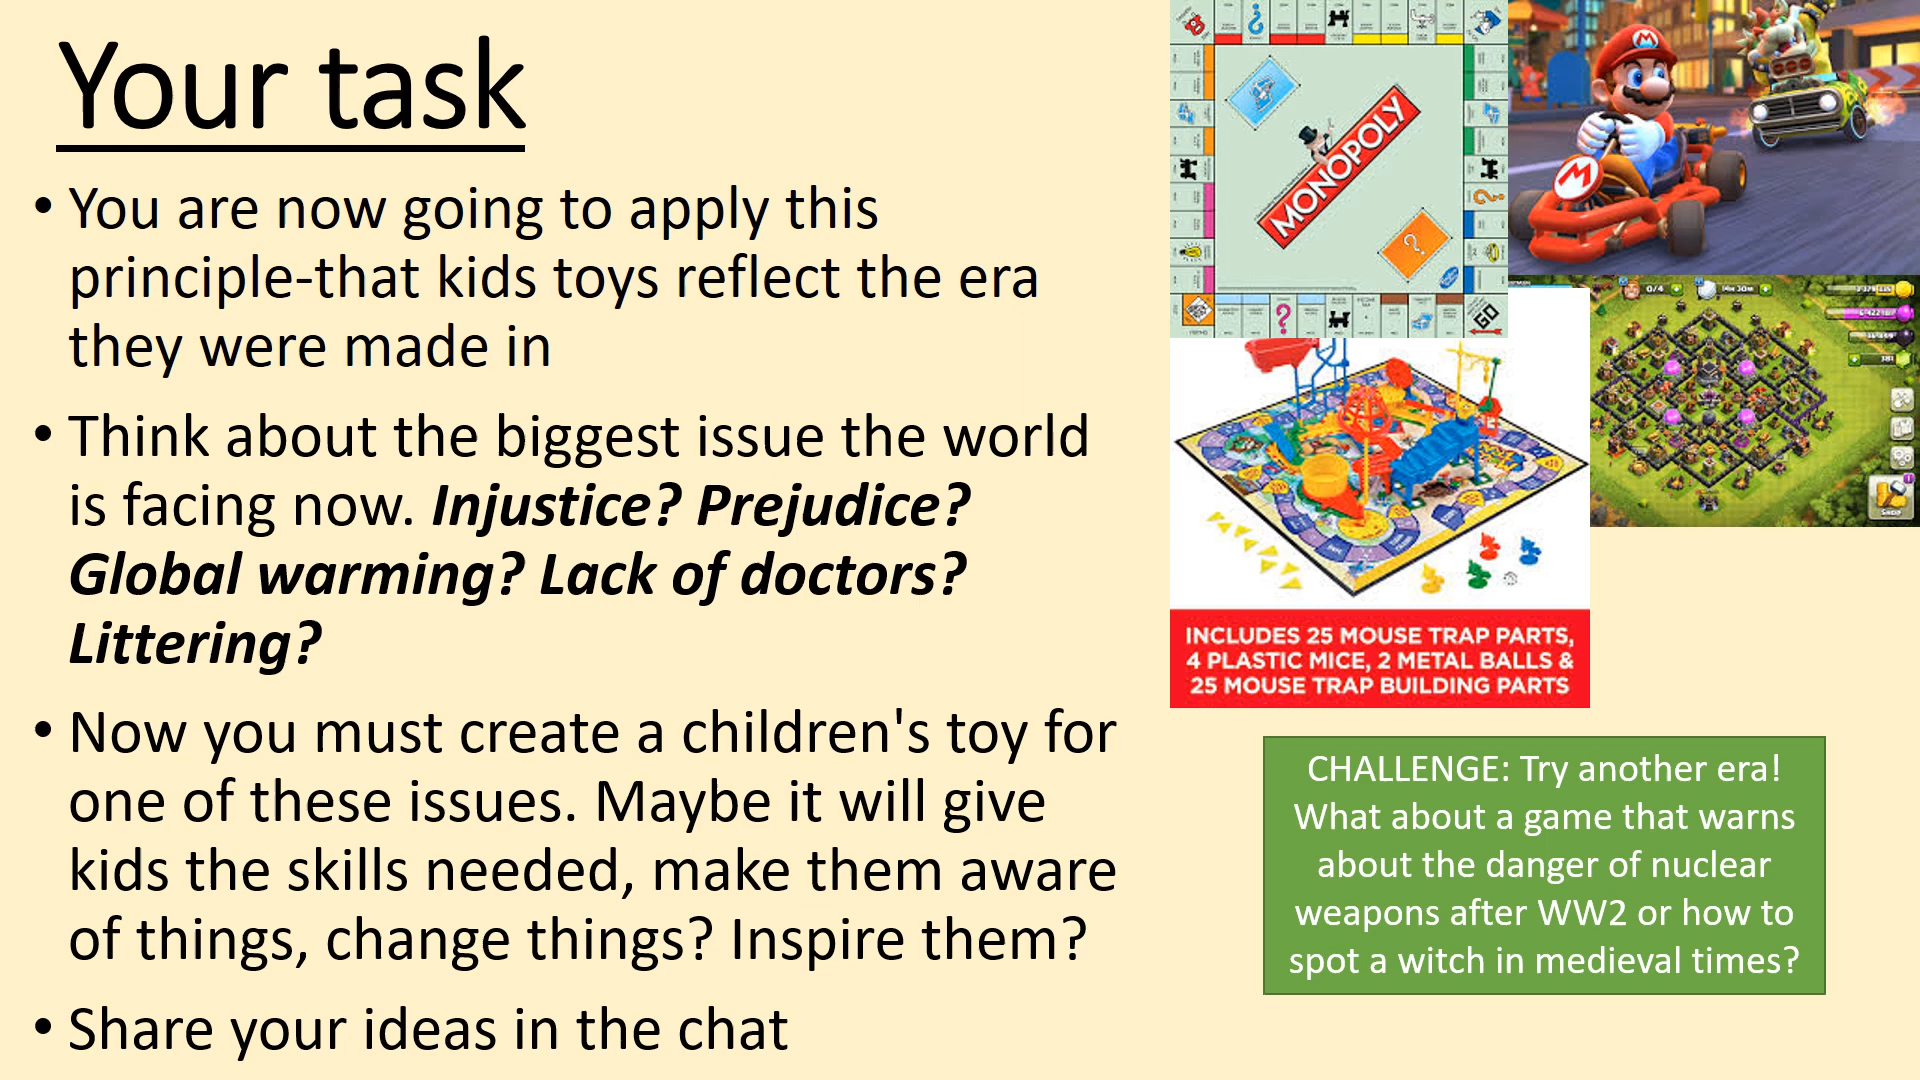 Your task
• You are now going to apply this
principle-that kids toys reflect the era
they were made in
• Think about the biggest issue the world
is facing now. Injustice? Prejudice?
Global warming? Lack of doctors?
Littering?
• Now you must create a children's toy for
one of these issues. Maybe it will give
kids the skills needed, make them aware
of things, change things? Inspire them?
• Share your ideas in the chat
MONOPOLY
GO
M
M
0/4
14H 30M
Shop
INCLUDES 25 MOUSE TRAP PARTS,
4 PLASTIC MICE, 2 METAL BALLS &
25 MOUSE TRAP BUILDING PARTS
CHALLENGE: Try another era!
What about a game that warns
about the danger of nuclear
weapons after WW2 or how to
spot a witch in medieval times?